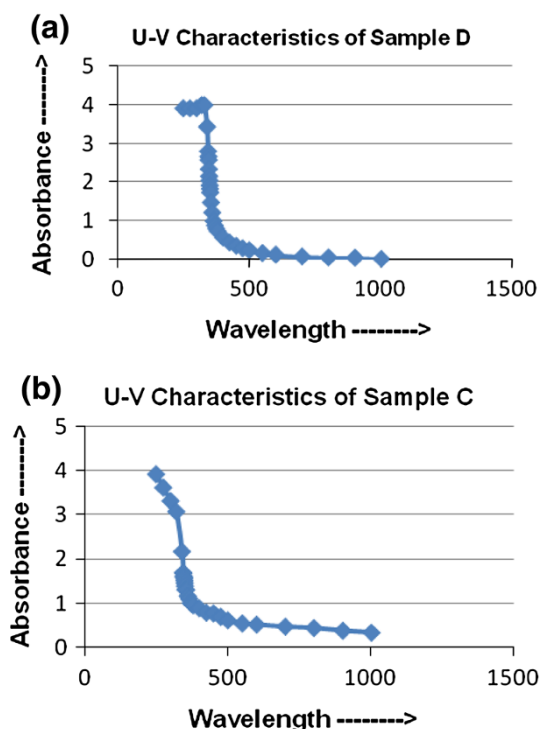 (a)
U-V Characteristics of Sample D
Absorbance ------->
5
4
3
2
1
0
0 500 1000 1500
Wavelength -------->
(b)
U-V Characteristics of Sample C
Absorbance ------->
5
4
3
2
1
0
0 500 1000 1500
Wavelength -------->